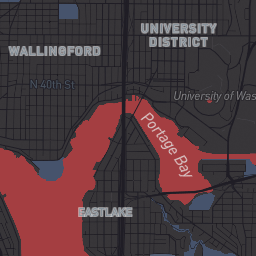 UNIVERSITY
DISTRICT
WALLINGFORD
N 40th St
University of Was
Portage Bay
EASTLAKE